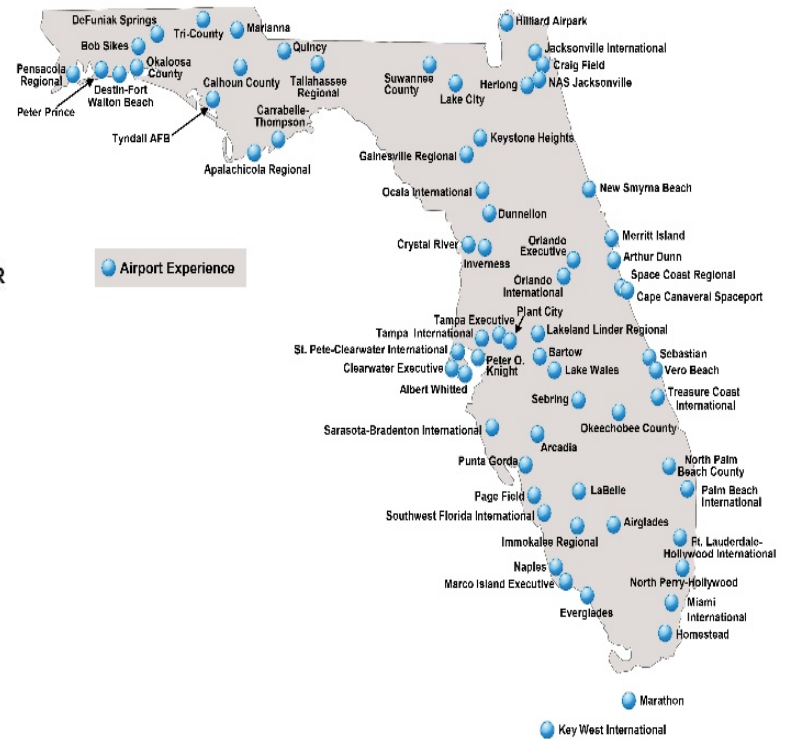 DeFuniak Springs
Tri-County
Marianna
Hilliard Airpark
Bob Sikes
Quincy
Jacksonville International
Pensacola
Regional
Okaloosa
County
Craig Field
Peter Prince
Destin-Fort
Walton Beach
Calhoun County
Tallahassee
Regional
Suwannee
County
Lake City
Herlong
NAS Jacksonville
Tyndall AFB
Carrabelle-
Thompson
Apalachicola Regional
Keystone Heights
Gainesville Regional
Ocala International
New Smyrna Beach
Dunnellon
Crystal River
Inverness
Orlando
Executive
Merritt Island
Arthur Dunn
R
Airport Experience
Orlando
International
Space Coast Regional
Cape Canaveral Spaceport
Plant City
Tampa Executive
Tampa International
Lakeland Linder Regional
St. Pete-Clearwater International
Peter O.
Knight
Bartow
Sebastian
Clearwater Executive
Lake Wales
Vero Beach
Albert Whitted
Sebring
Treasure Coast
International
Okeechobee County
Sarasota-Bradenton International
Arcadia
Punta Gorda
North Palm
Beach County
Page Field
LaBelle
Palm Beach
International
Southwest Florida International
Immokalee Regional
Airglades
Ft. Lauderdale-
Hollywood International
Naples
North Perry-Hollywood
Marco Island Executive
Everglades
Miami
International
Homestead
Marathon
Key West International